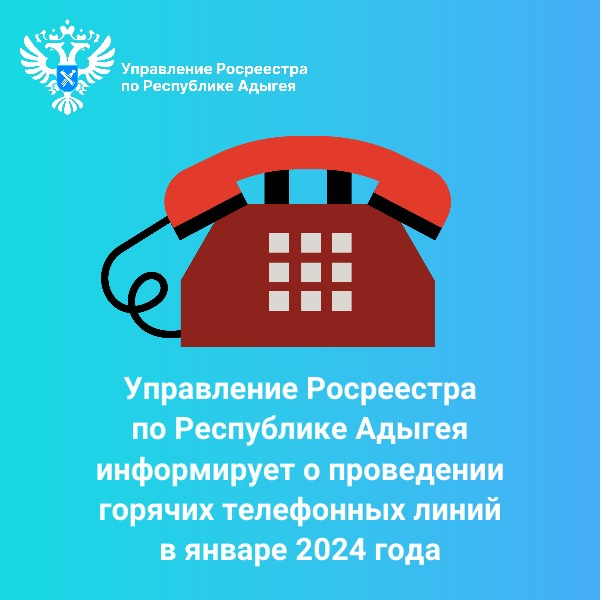 Управление Росреестра
по Республике Адыгея
Управление Росреестра
по Республике Адыгея
информирует о проведении
горячих телефонных линий
в январе 2024 года